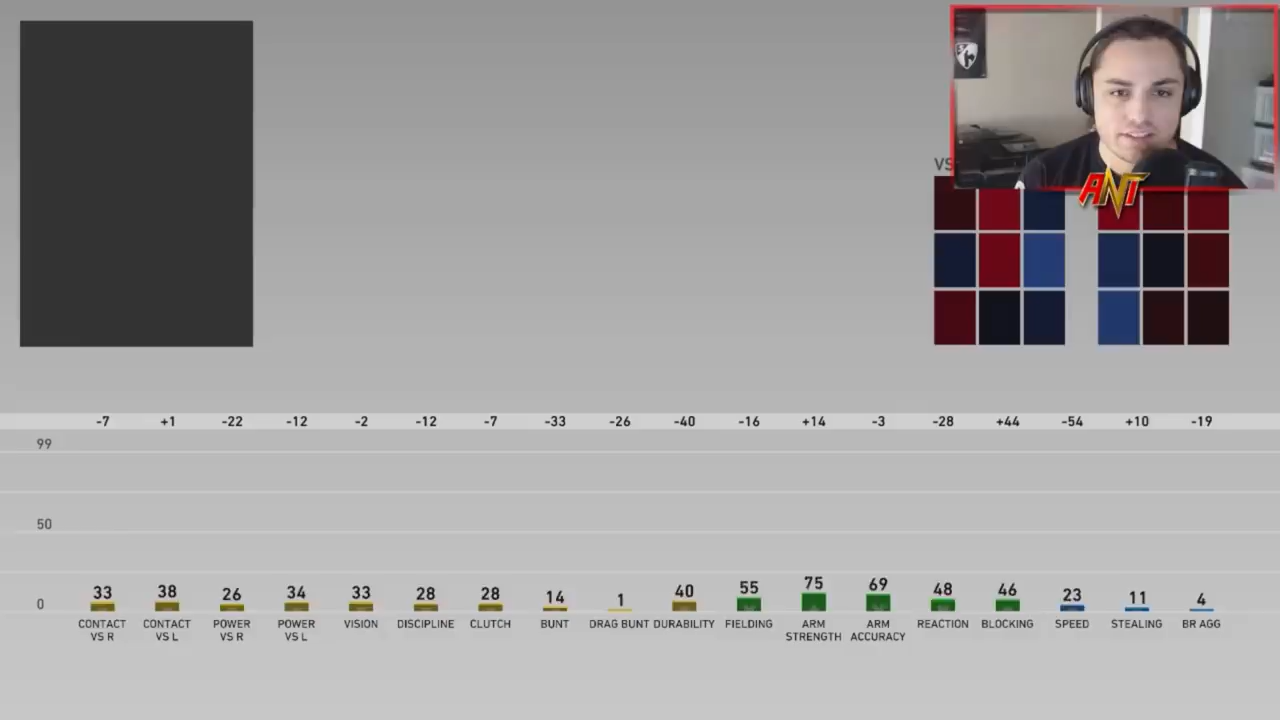 VS
ANT
-7 +1 -22 -12 -2 -12 -7 -33 -26 -40 -16 +14 -3 -28 +44 -54 +10 -19
99
50
0
33 38 26 34 33 28 28 14 1 40 55 75 69 48 46 23 11 4
CONTACT VS R
CONTACT VS L
POWER VS R
POWER VS L
VISION
DISCIPLINE
CLUTCH
BUNT
DRAG BUNT
DURABILITY
FIELDING
ARM STRENGTH
ARM ACCURACY
REACTION
BLOCKING
SPEED
STEALING
BR AGG